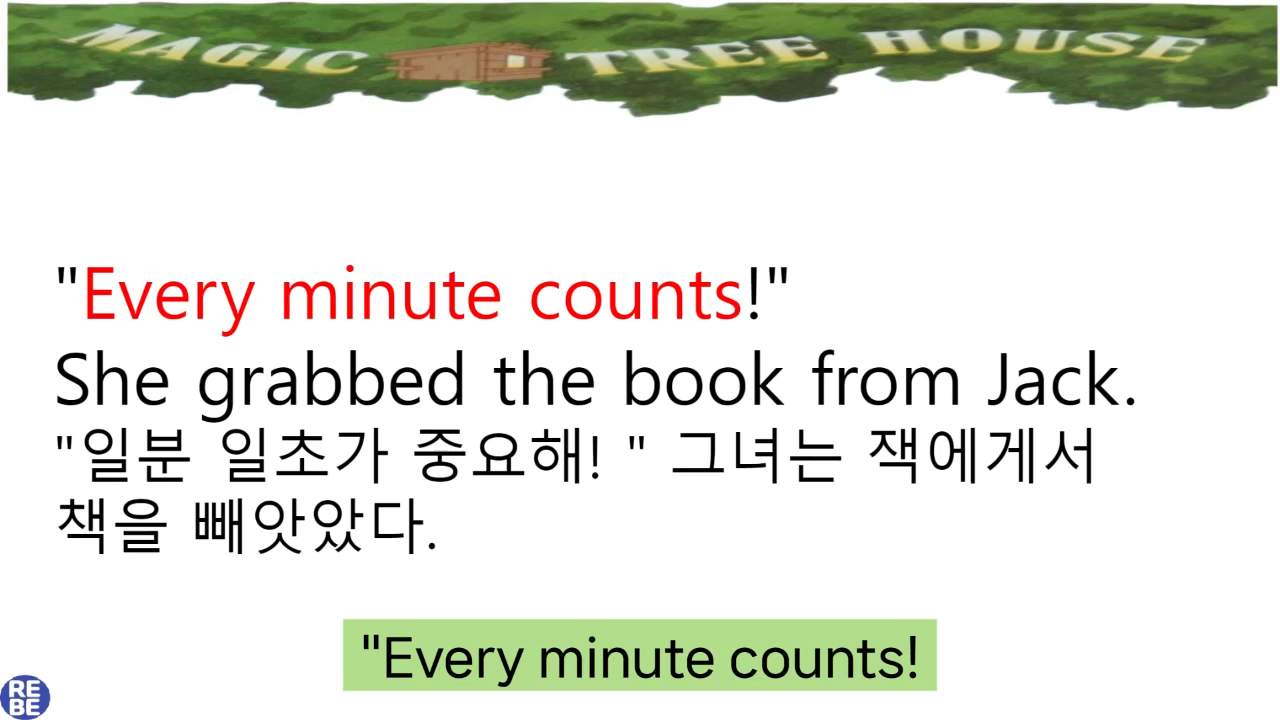 MAGIC TREE HOUSE
"Every minute counts!"
She grabbed the book from Jack.
"일분 일초가 중요해! " 그녀는 잭에게서
책을 빼앗았다.
"Every minute counts!
RE
BE